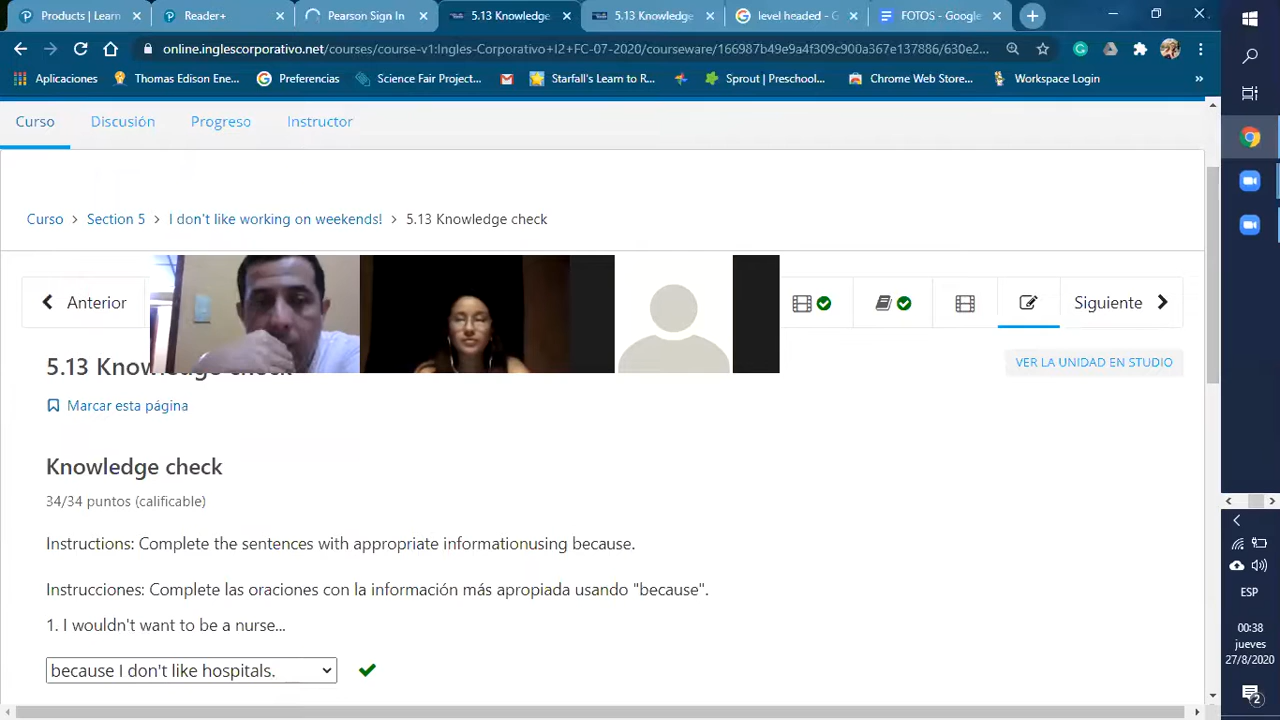 Products | Learn
Reader+
Pearson Sign In
5.13 Knowledge
5.13 Knowledge
level headed - G
FOTOS - Google
online.inglescorporativo.net/courses/course-v1:Ingles-Corporativo+I2+FC-07-2020/courseware/166987b49e9a4f309c900a367e137886/630e2...
Aplicaciones
Thomas Edison Ene...
Preferencias
Science Fair Project...
Starfall's Learn to R...
Sprout | Preschool...
Chrome Web Store...
Workspace Login
»
Curso
Discusión
Progreso
Instructor
Curso > Section 5 > I don't like working on weekends! > 5.13 Knowledge check
Anterior
Siguiente
5.13 Knowledge check
VER LA UNIDAD EN STUDIO
Marcar esta página
Knowledge check
34/34 puntos (calificable)
Instructions: Complete the sentences with appropriate informationusing because.
Instrucciones: Complete las oraciones con la información más apropiada usando "because".
1. I wouldn't want to be a nurse...
because I don't like hospitals.
ESP
00:38
jueves
27/8/2020
2